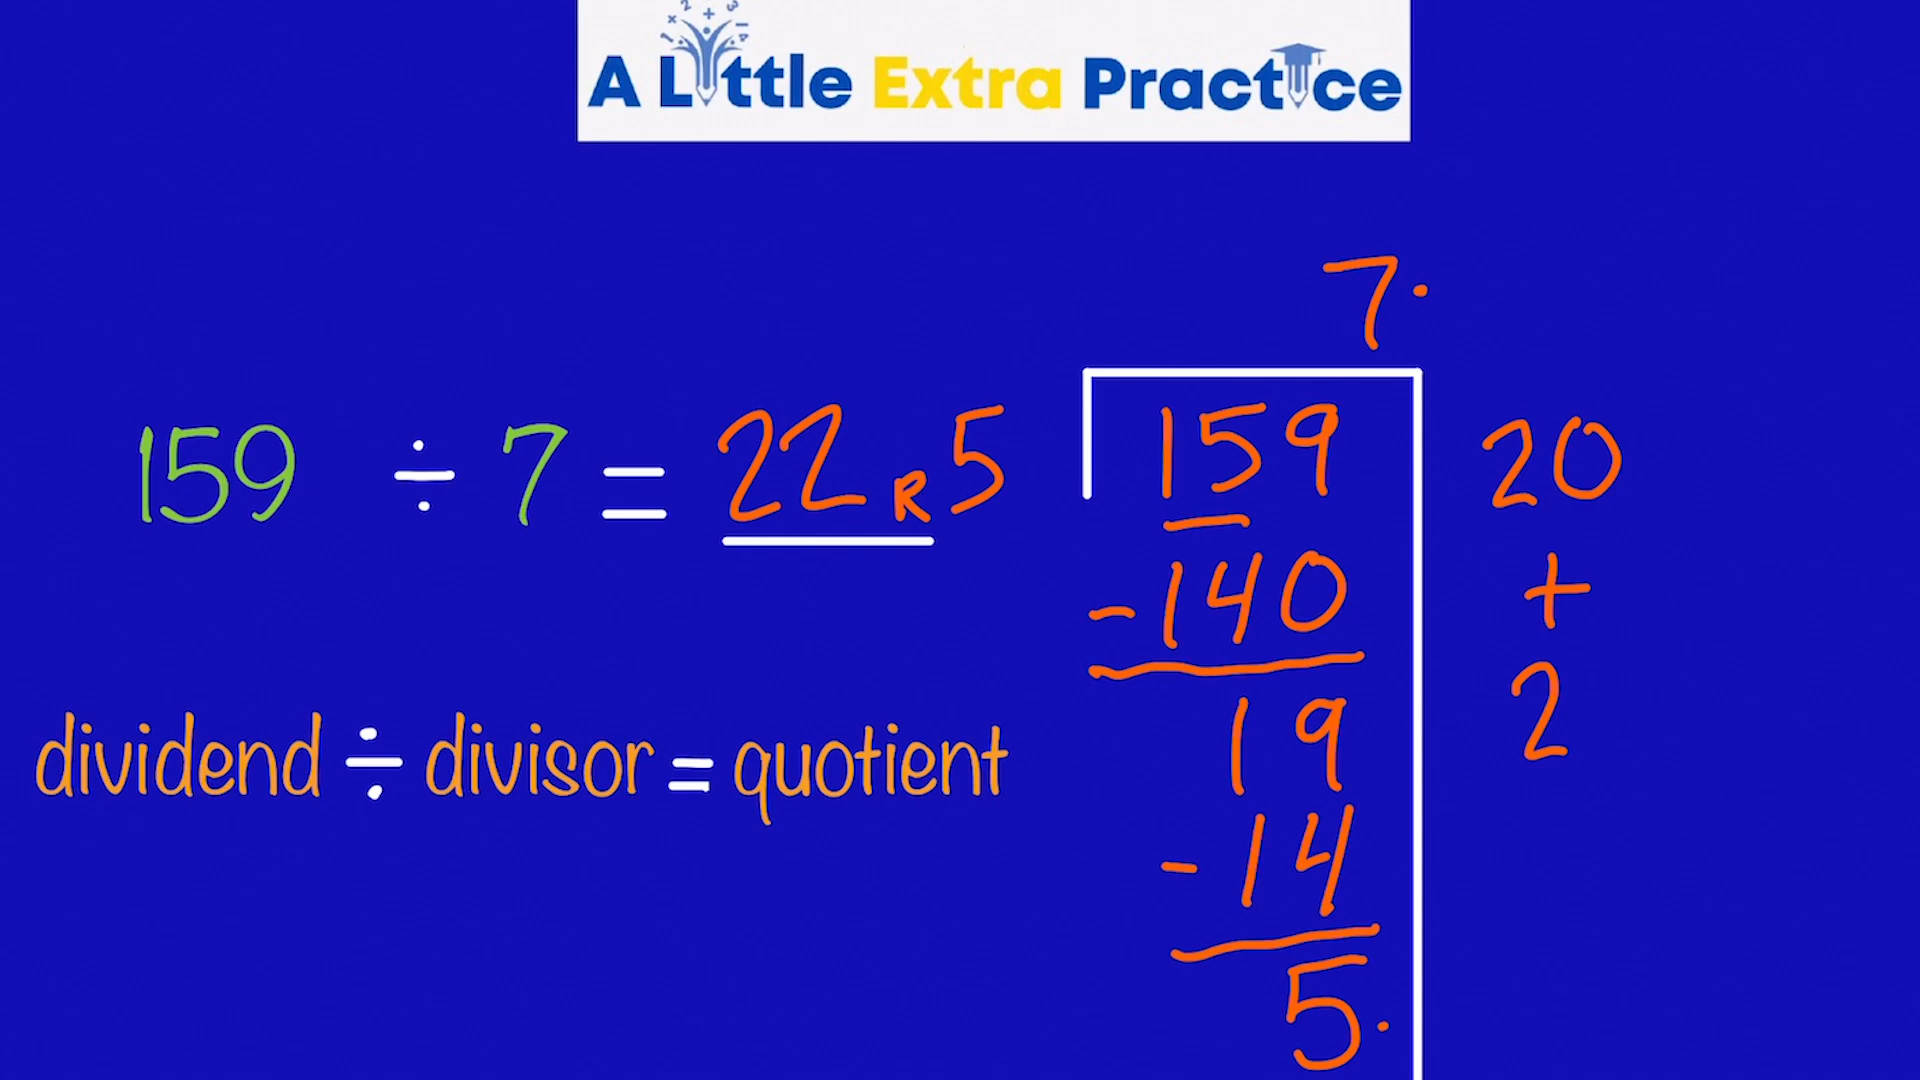 A Little Extra Practice
159 ÷ 7 = 22 R 5
dividend ÷ divisor = quotient
7.
159 20
-140 +
19 2
-14
5.